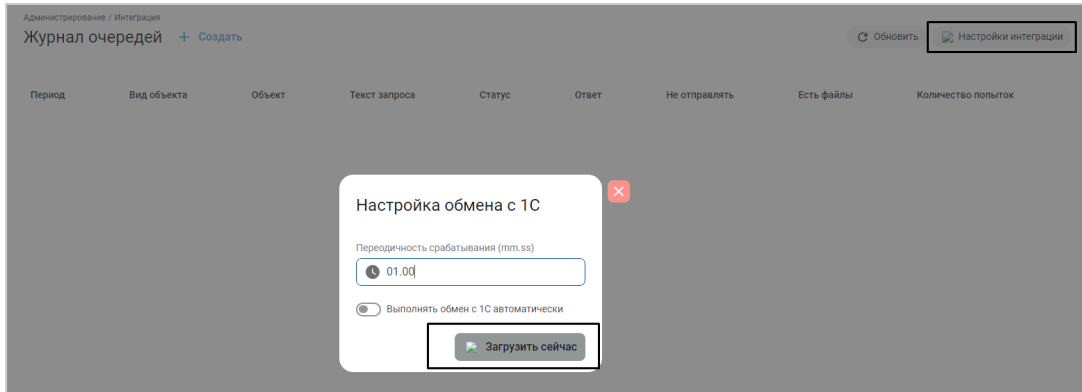 Администрирование / Интеграция
Журнал очередей + Создать Обновить Настройки интеграции
Период Вид объекта Объект Текст запроса Статус Ответ Не отправлять Есть файлы Количество попыток
Настройка обмена с 1С
Переодичность срабатывания (mm.ss)
01.00
Выполнять обмен с 1С автоматически
Загрузить сейчас